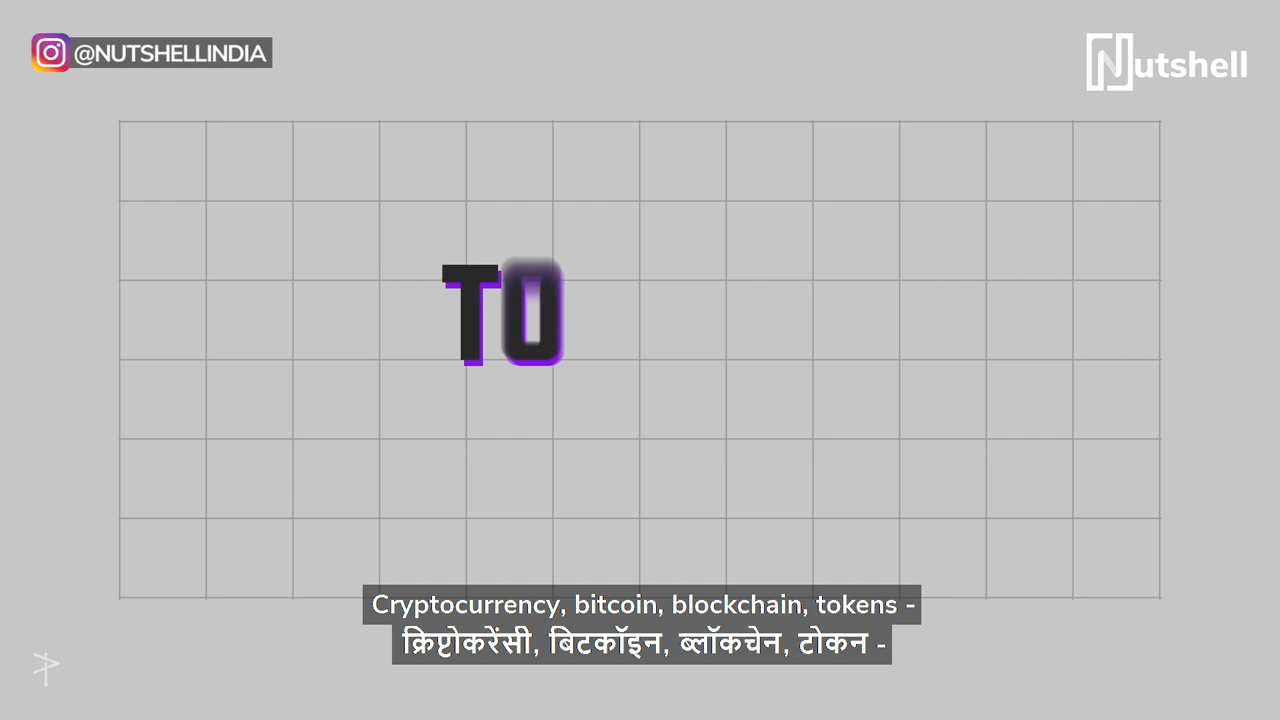 @NUTSHELLINDIA
Nutshell
TO
Cryptocurrency, bitcoin, blockchain, tokens -
क्रिप्टोकरेंसी, बिटकॉइन, ब्लॉकचेन, टोकन -